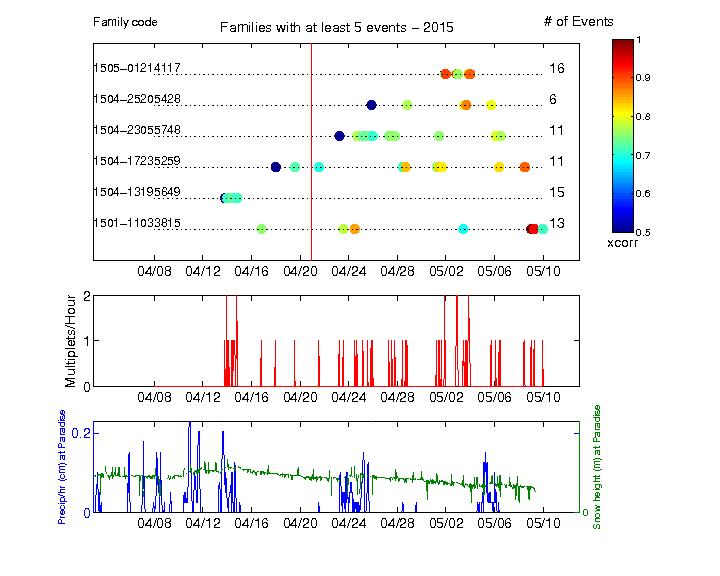 Family code
Families with at least 5 events − 2015
# of Events
1505−01214117 16
1504−25205428 6
1504−23055748 11
1504−17235259 11
1504−13195649 15
1501−11033815 13
04/08 04/12 04/16 04/20 04/24 04/28 05/02 05/06 05/10
1
0.9
0.8
0.7
0.6
0.5
xcorr
Multiplets/Hour
2
1
0
04/08 04/12 04/16 04/20 04/24 04/28 05/02 05/06 05/10
Precip/hr (cm) at Paradise
0.2
0
0
Snow height (m) at Paradise
04/08 04/12 04/16 04/20 04/24 04/28 05/02 05/06 05/10